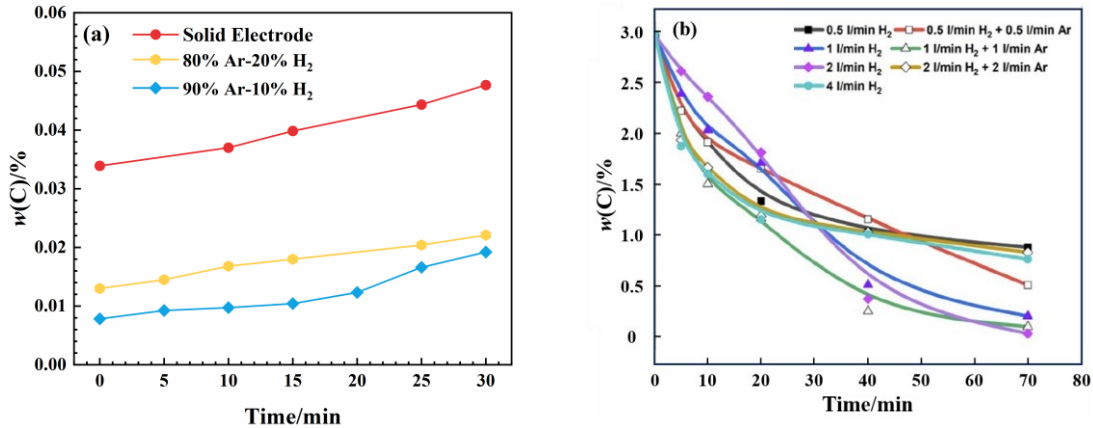 (a)
Solid Electrode
80% Ar-20% H₂
90% Ar-10% H₂
w(C)/%
0.06
0.05
0.04
0.03
0.02
0.01
0.00
0 5 10 15 20 25 30
Time/min
(b)
0.5 l/min H₂ 0.5 l/min H₂ + 0.5 l/min Ar
1 l/min H₂ 1 l/min H₂ + 1 l/min Ar
2 l/min H₂ 2 l/min H₂ + 2 l/min Ar
4 l/min H₂
w(C)/%
3.0
2.5
2.0
1.5
1.0
0.5
0
0 10 20 30 40 50 60 70 80
Time/min